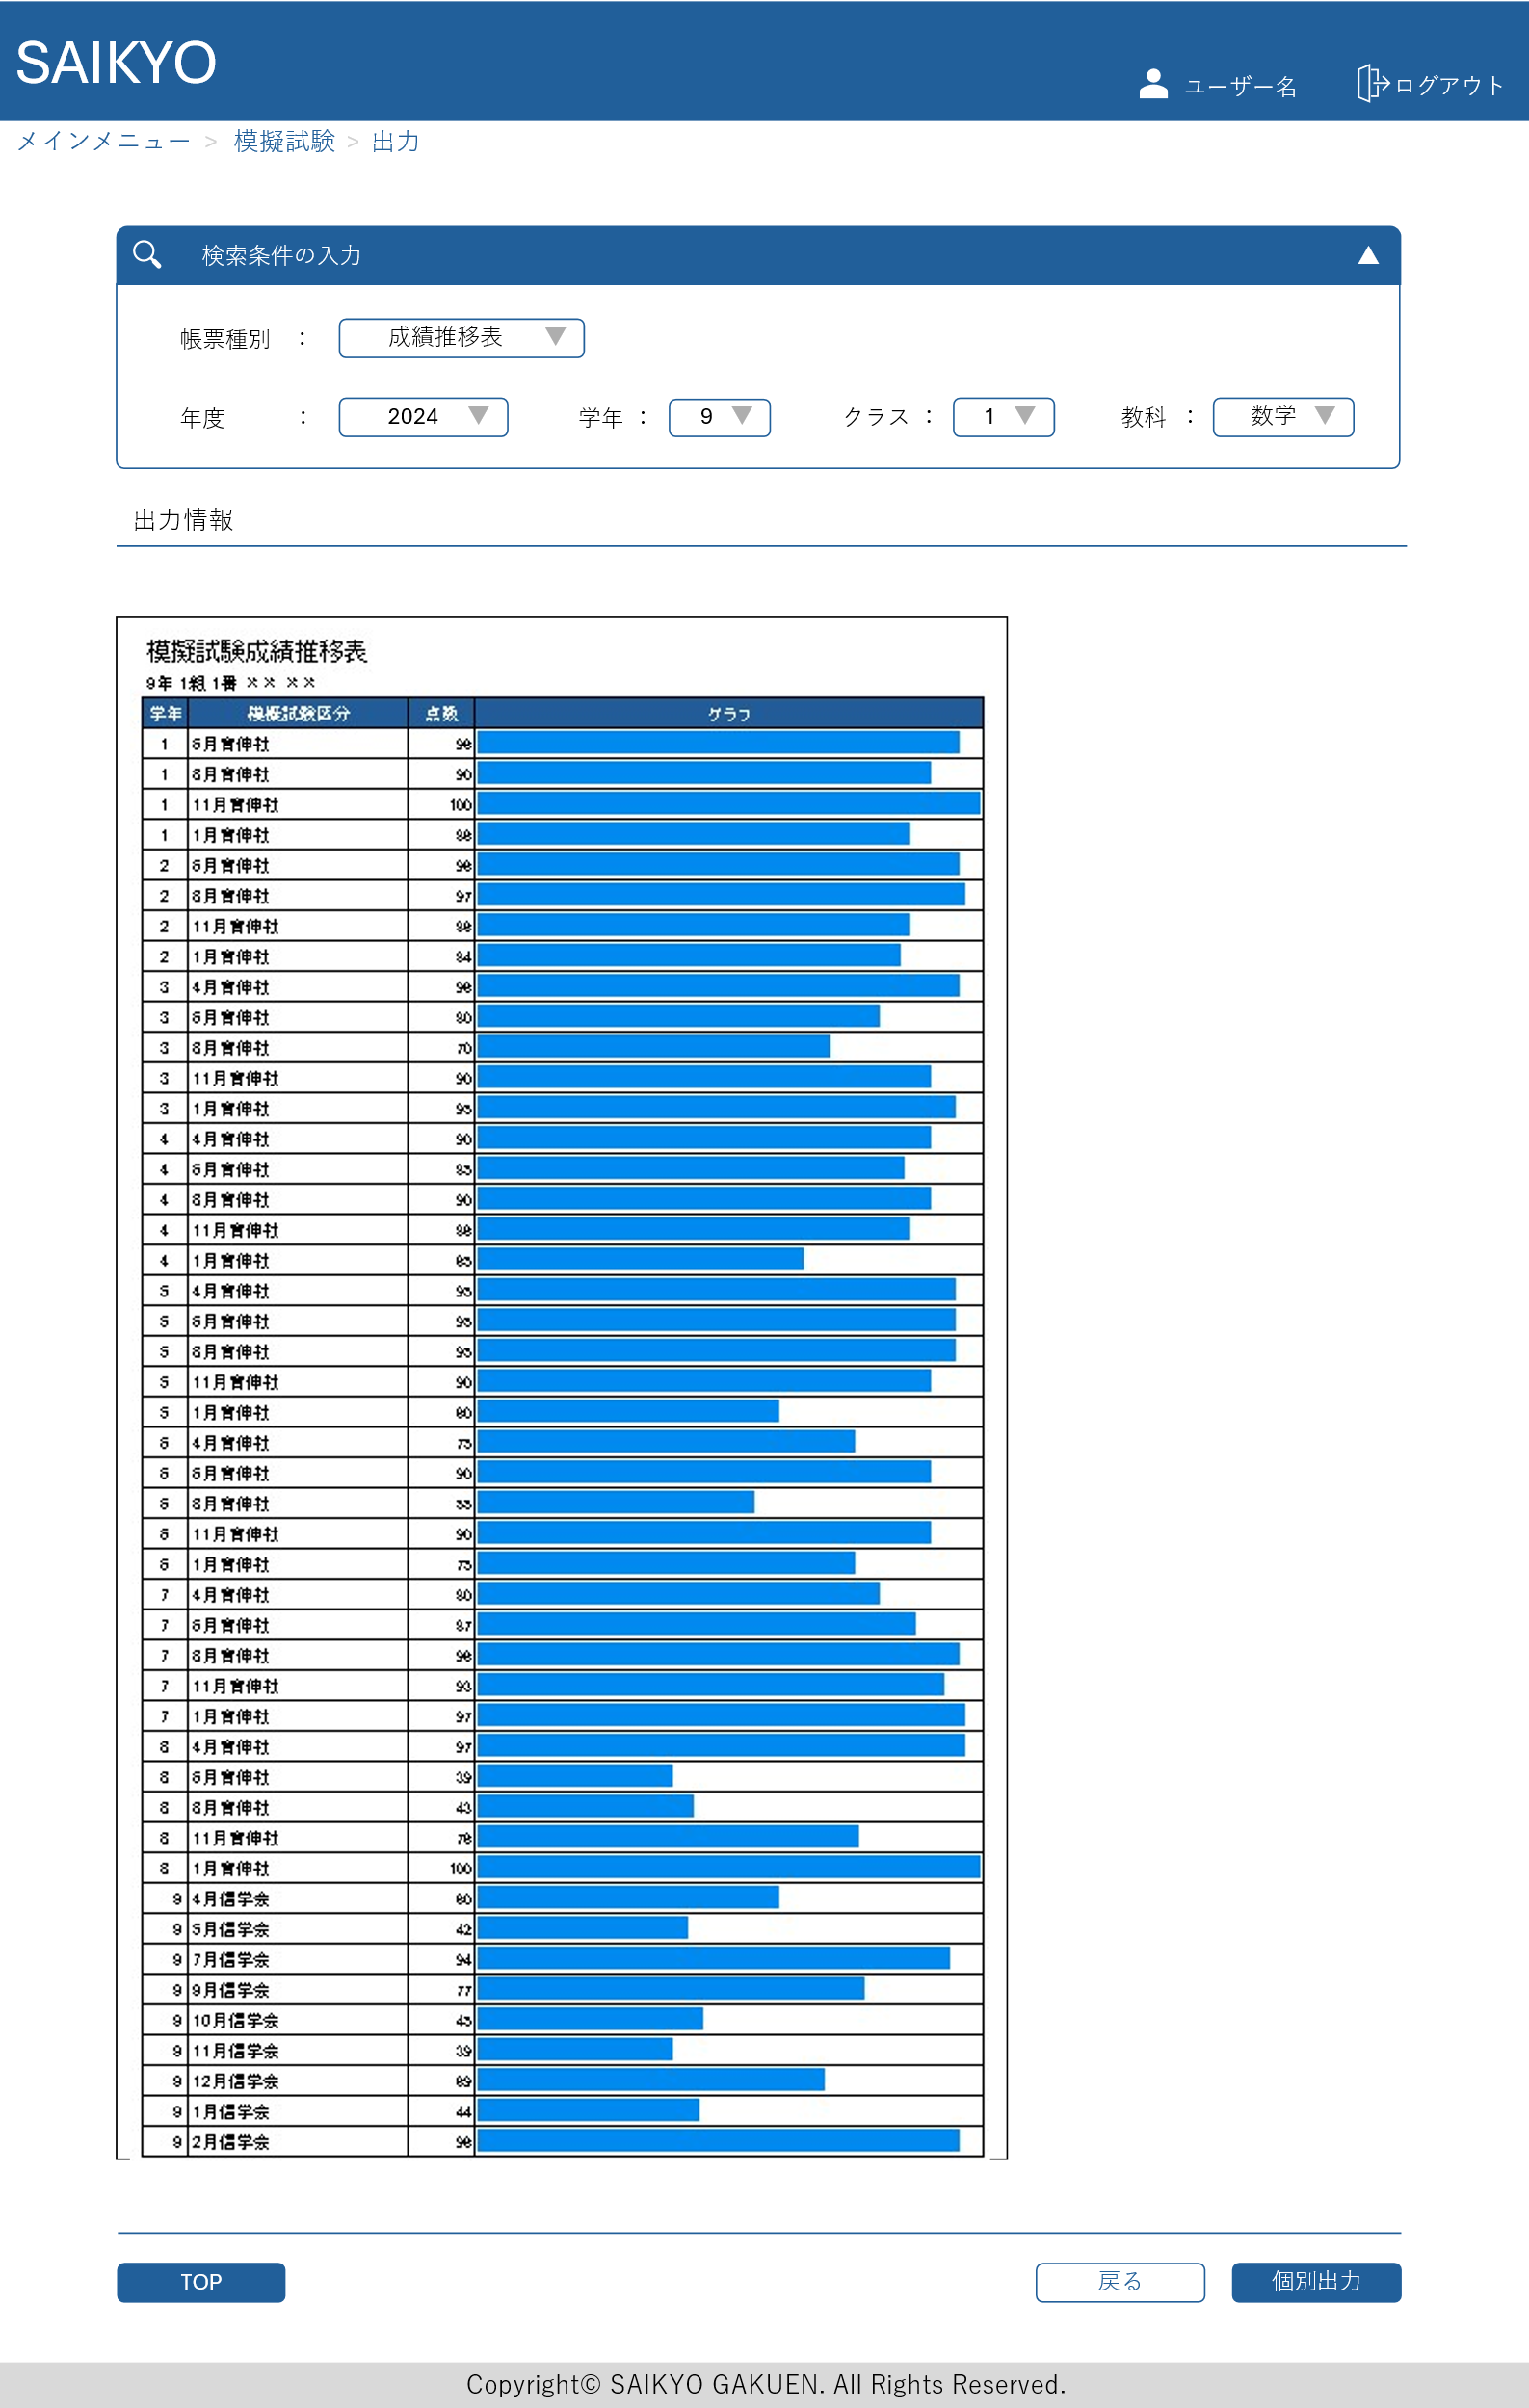 SAIKYO
ユーザー名
ログアウト
メインメニュー > 模擬試験 > 出力
検索条件の入力 ▲
帳票種別 : 成績推移表 ▼
年度 : 2024 ▼ 学年 : 9 ▼ クラス : 1 ▼ 教科 : 数学 ▼
出力情報
模擬試験成績推移表
9年 1組 1番 ×× ××
学年 模擬試験区分 点数 グラフ
1 6月育伸社 96
1 8月育伸社 90
1 11月育伸社 100
1 1月育伸社 86
2 6月育伸社 96
2 8月育伸社 97
2 11月育伸社 86
2 1月育伸社 84
3 4月育伸社 96
3 6月育伸社 80
3 8月育伸社 70
3 11月育伸社 90
3 1月育伸社 95
4 4月育伸社 90
4 6月育伸社 85
4 8月育伸社 90
4 11月育伸社 86
4 1月育伸社 65
5 4月育伸社 95
5 6月育伸社 95
5 8月育伸社 95
5 11月育伸社 90
5 1月育伸社 60
6 4月育伸社 75
6 6月育伸社 90
6 8月育伸社 55
6 11月育伸社 90
6 1月育伸社 75
7 4月育伸社 80
7 6月育伸社 87
7 8月育伸社 96
7 11月育伸社 93
7 1月育伸社 97
8 4月育伸社 97
8 6月育伸社 39
8 8月育伸社 43
8 11月育伸社 76
8 1月育伸社 100
9 4月信学会 60
9 5月信学会 42
9 7月信学会 94
9 9月信学会 77
9 10月信学会 45
9 11月信学会 39
9 12月信学会 69
9 1月信学会 44
9 2月信学会 96
TOP
戻る
個別出力
Copyright© SAIKYO GAKUEN. All Rights Reserved.